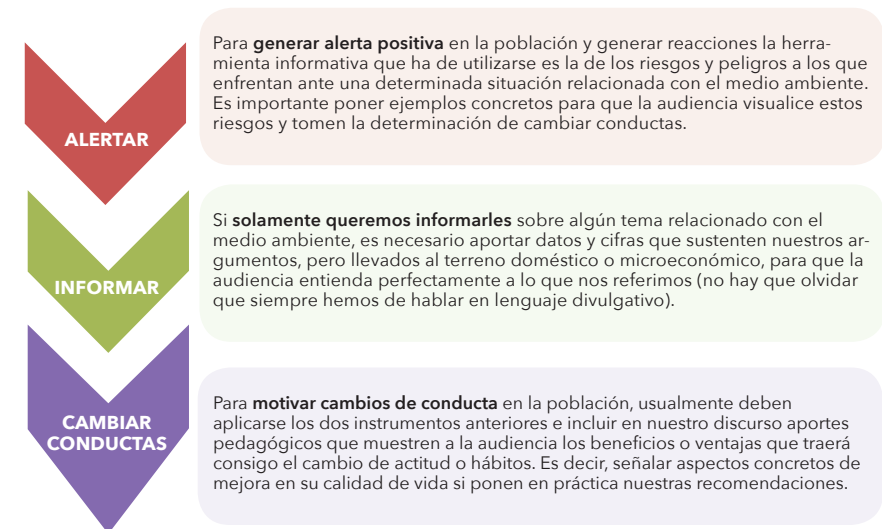 ALERTAR
Para generar alerta positiva en la población y generar reacciones la herra-
mienta informativa que ha de utilizarse es la de los riesgos y peligros a los que
enfrentan ante una determinada situación relacionada con el medio ambiente.
Es importante poner ejemplos concretos para que la audiencia visualice estos
riesgos y tomen la determinación de cambiar conductas.
INFORMAR
Si solamente queremos informarles sobre algún tema relacionado con el
medio ambiente, es necesario aportar datos y cifras que sustenten nuestros ar-
gumentos, pero llevados al terreno doméstico o microeconómico, para que la
audiencia entienda perfectamente a lo que nos referimos (no hay que olvidar
que siempre hemos de hablar en lenguaje divulgativo).
CAMBIAR
CONDUCTAS
Para motivar cambios de conducta en la población, usualmente deben
aplicarse los dos instrumentos anteriores e incluir en nuestro discurso aportes
pedagógicos que muestren a la audiencia los beneficios o ventajas que traerá
consigo el cambio de actitud o hábitos. Es decir, señalar aspectos concretos de
mejora en su calidad de vida si ponen en práctica nuestras recomendaciones.